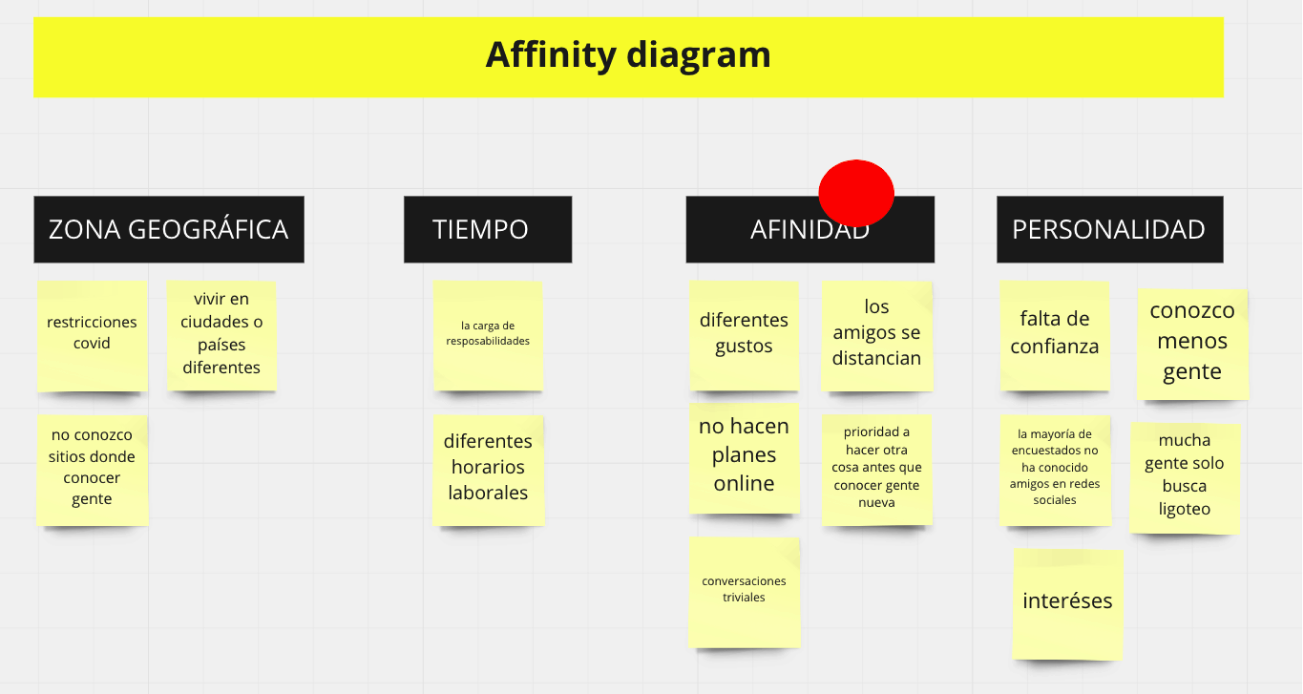 Affinity diagram
ZONA GEOGRÁFICA
restricciones
covid
vivir en
ciudades o
países
diferentes
no conozco
sitios donde
conocer
gente
TIEMPO
la carga de
resposabilidades
diferentes
horarios
laborales
AFINIDAD
diferentes
gustos
los
amigos se
distancian
no hacen
planes
online
prioridad a
hacer otra
cosa antes que
conocer gente
nueva
conversaciones
triviales
PERSONALIDAD
falta de
confianza
conozco
menos
gente
la mayoría de
encuestados no
ha conocido
amigos en redes
sociales
mucha
gente solo
busca
ligoteo
interéses